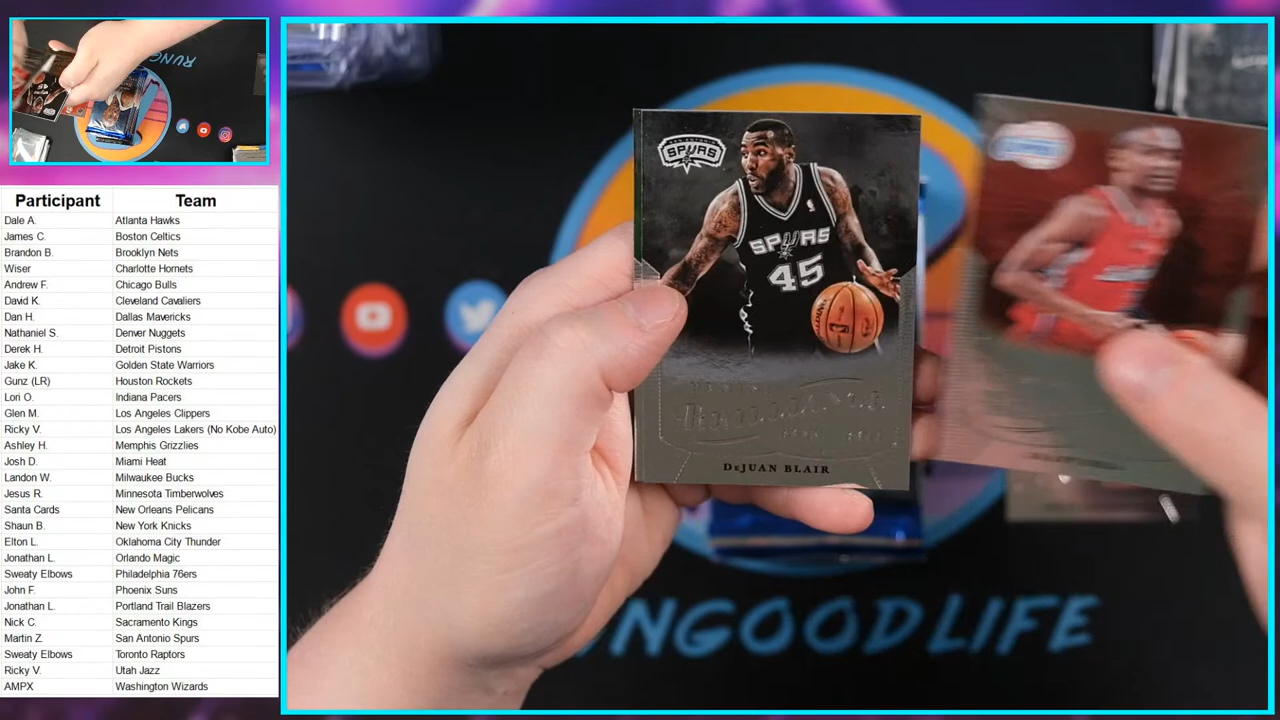 Participant Team
Dale A. Atlanta Hawks
James C. Boston Celtics
Brandon B. Brooklyn Nets
Wiser Charlotte Hornets
Andrew F. Chicago Bulls
David K. Cleveland Cavaliers
Dan H. Dallas Mavericks
Nathaniel S. Denver Nuggets
Derek H. Detroit Pistons
Jake K. Golden State Warriors
Gunz (LR) Houston Rockets
Lori O. Indiana Pacers
Glen M. Los Angeles Clippers
Ricky V. Los Angeles Lakers (No Kobe Auto)
Ashley H. Memphis Grizzlies
Josh D. Miami Heat
Landon W. Milwaukee Bucks
Jesus R. Minnesota Timberwolves
Santa Cards New Orleans Pelicans
Shaun B. New York Knicks
Elton L. Oklahoma City Thunder
Jonathan L. Orlando Magic
Sweaty Elbows Philadelphia 76ers
John F. Phoenix Suns
Jonathan L. Portland Trail Blazers
Nick C. Sacramento Kings
Martin Z. San Antonio Spurs
Sweaty Elbows Toronto Raptors
Ricky V. Utah Jazz
AMPX Washington Wizards
SPURS
SPURS
45
DEJUAN BLAIR
NGOODLIFE
RUNG